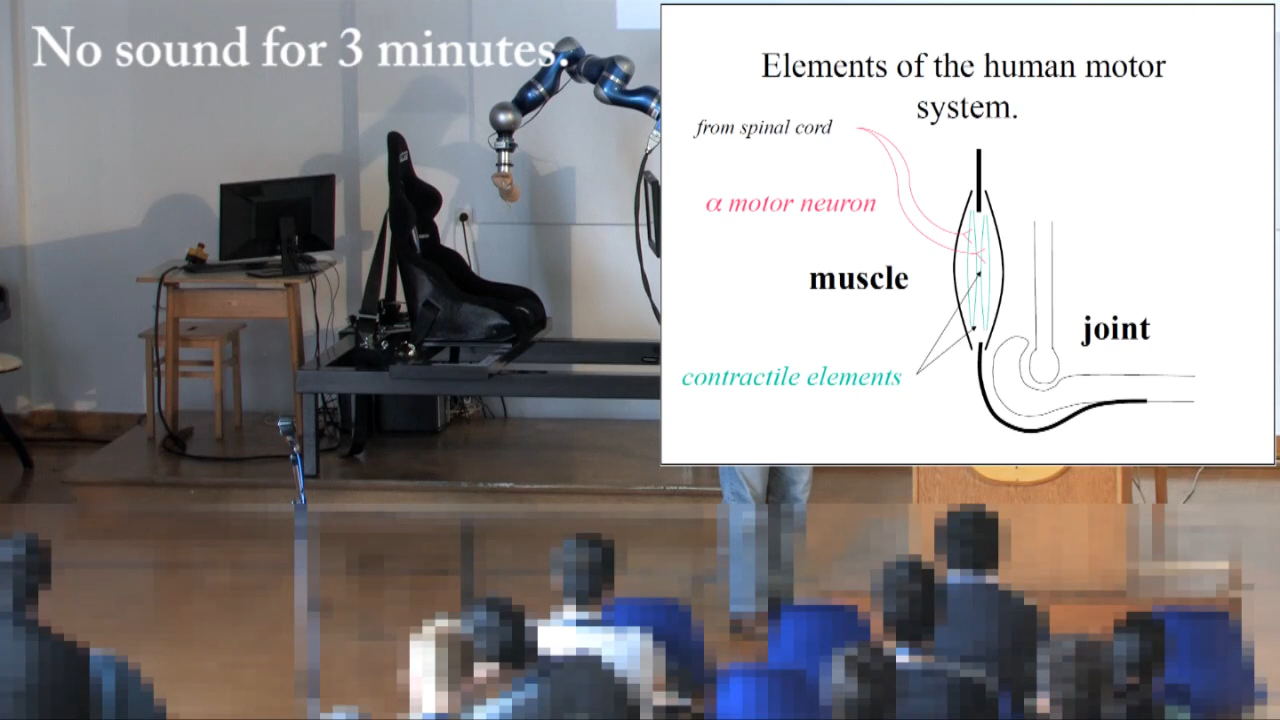 No sound for 3 minutes.
Elements of the human motor
system.
from spinal cord
α motor neuron
muscle
joint
contractile elements